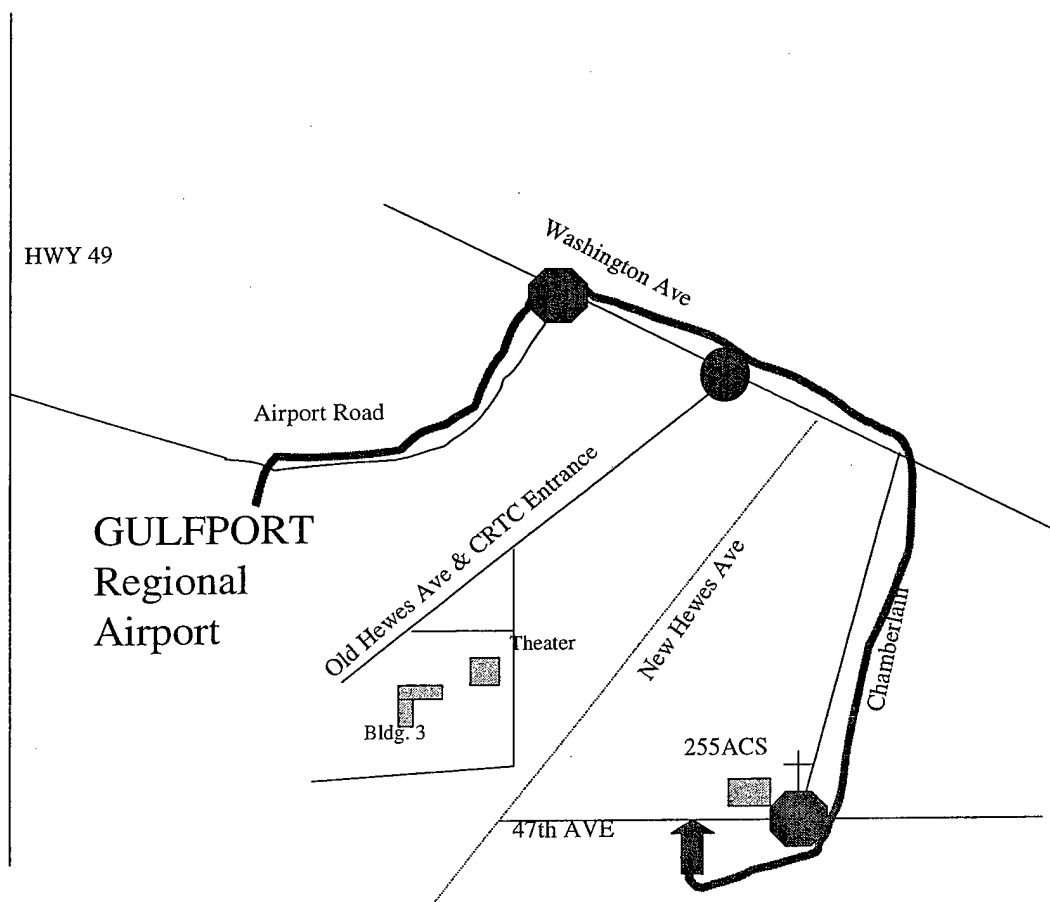 Washington Ave
HWY 49
Airport Road
GULFPORT
Regional
Airport
Old Hewes Ave & CRTC Entrance
New Hewes Ave
Theater
Chamberlain
Bldg. 3
255ACS
47th AVE